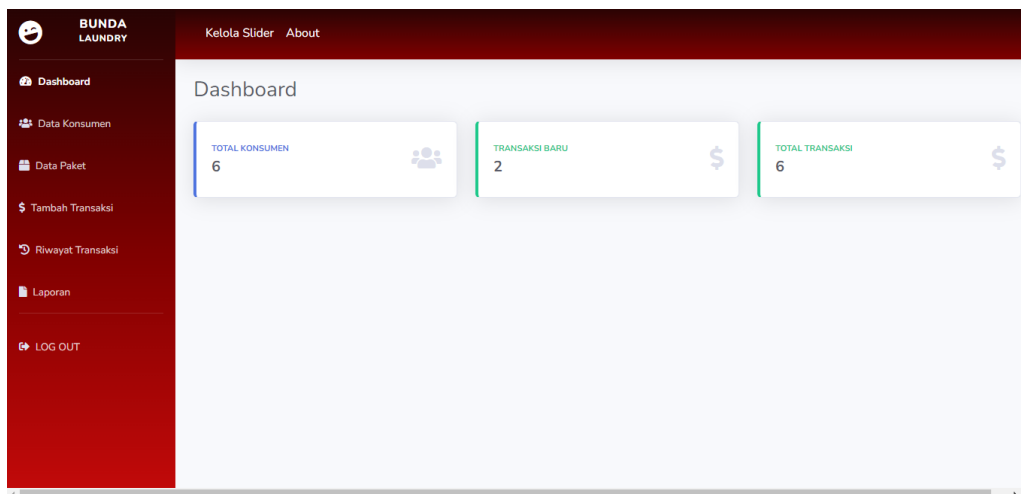 BUNDA
LAUNDRY
Kelola Slider About
Dashboard
Data Konsumen
Data Paket
$ Tambah Transaksi
Riwayat Transaksi
Laporan
LOG OUT
Dashboard
TOTAL KONSUMEN
6
TRANSAKSI BARU
2
$
TOTAL TRANSAKSI
6
$